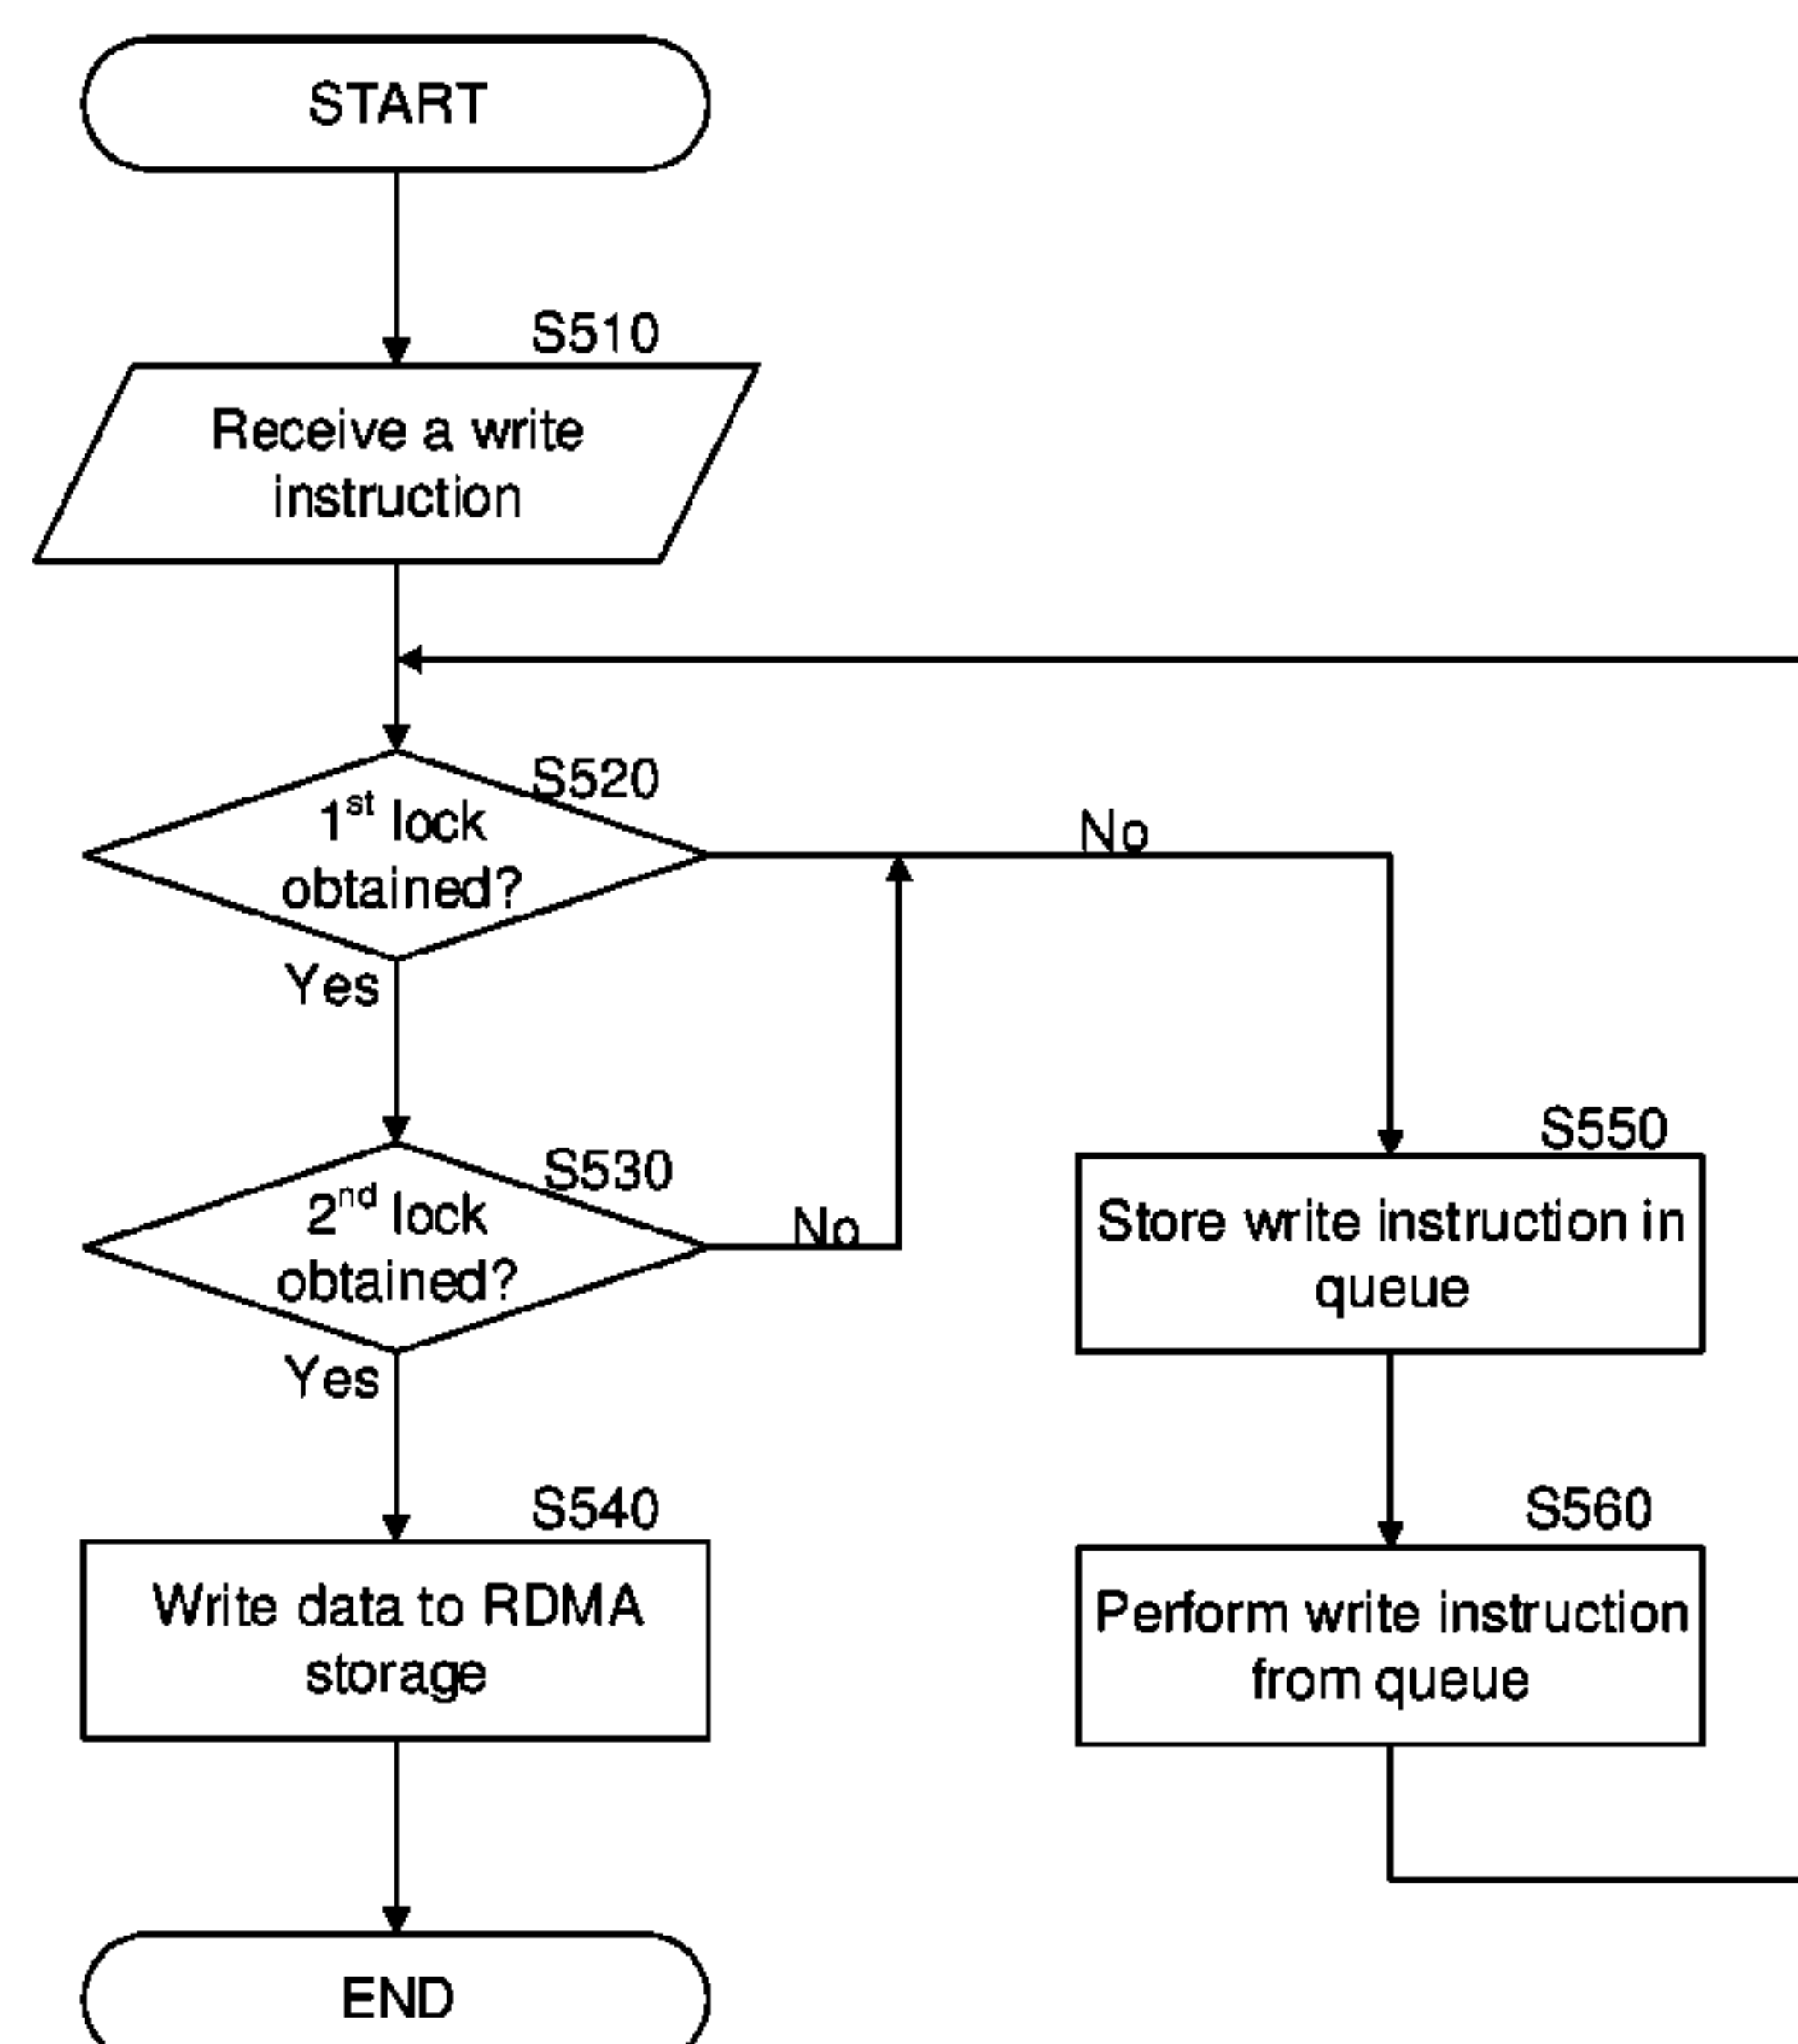 START
S510
Receive a write
instruction
S520
1st lock
obtained?
No
Yes
S530
2nd lock
obtained?
No
Yes
S550
Store write instruction in
queue
S540
Write data to RDMA
storage
S560
Perform write instruction
from queue
END